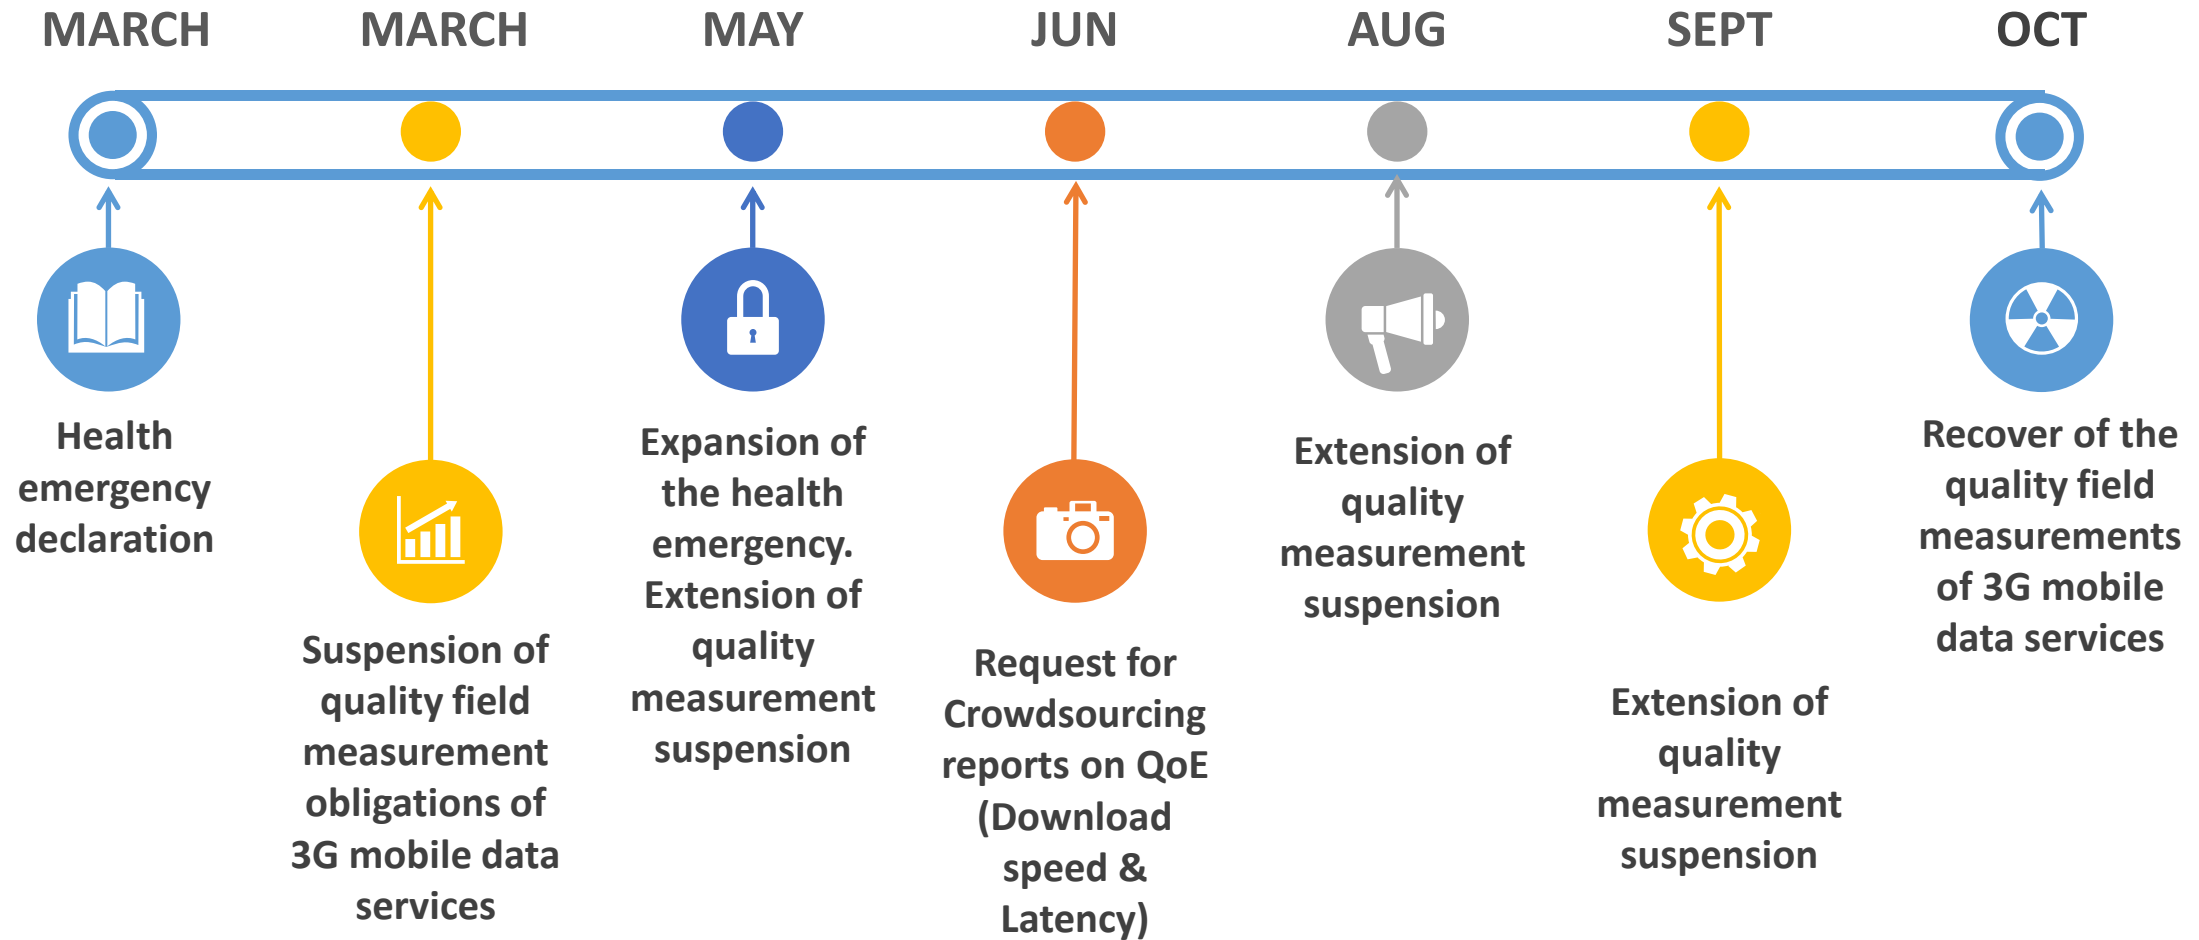 MARCH
MARCH
MAY
JUN
AUG
SEPT
OCT
Health
emergency
declaration
Suspension of
quality field
measurement
obligations of
3G mobile data
services
Expansion of
the health
emergency.
Extension of
quality
measurement
suspension
Request for
Crowdsourcing
reports on QoE
(Download
speed &
Latency)
Extension of
quality
measurement
suspension
Extension of
quality
measurement
suspension
Recover of the
quality field
measurements
of 3G mobile
data services